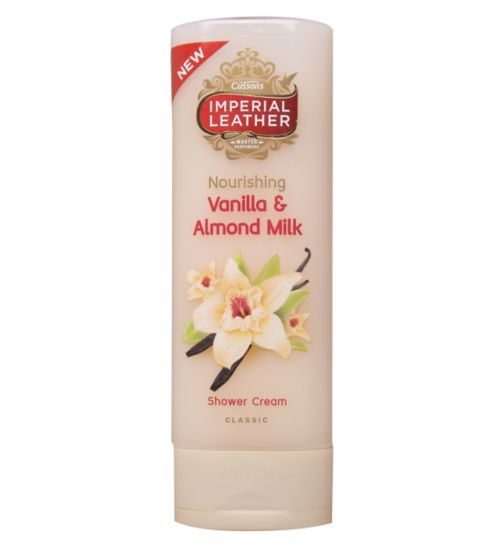 NEW
Cussons
IMPERIAL
LEATHER
MASTER
PERFUMERS
Nourishing
Vanilla &
Almond Milk
Shower Cream
CLASSIC